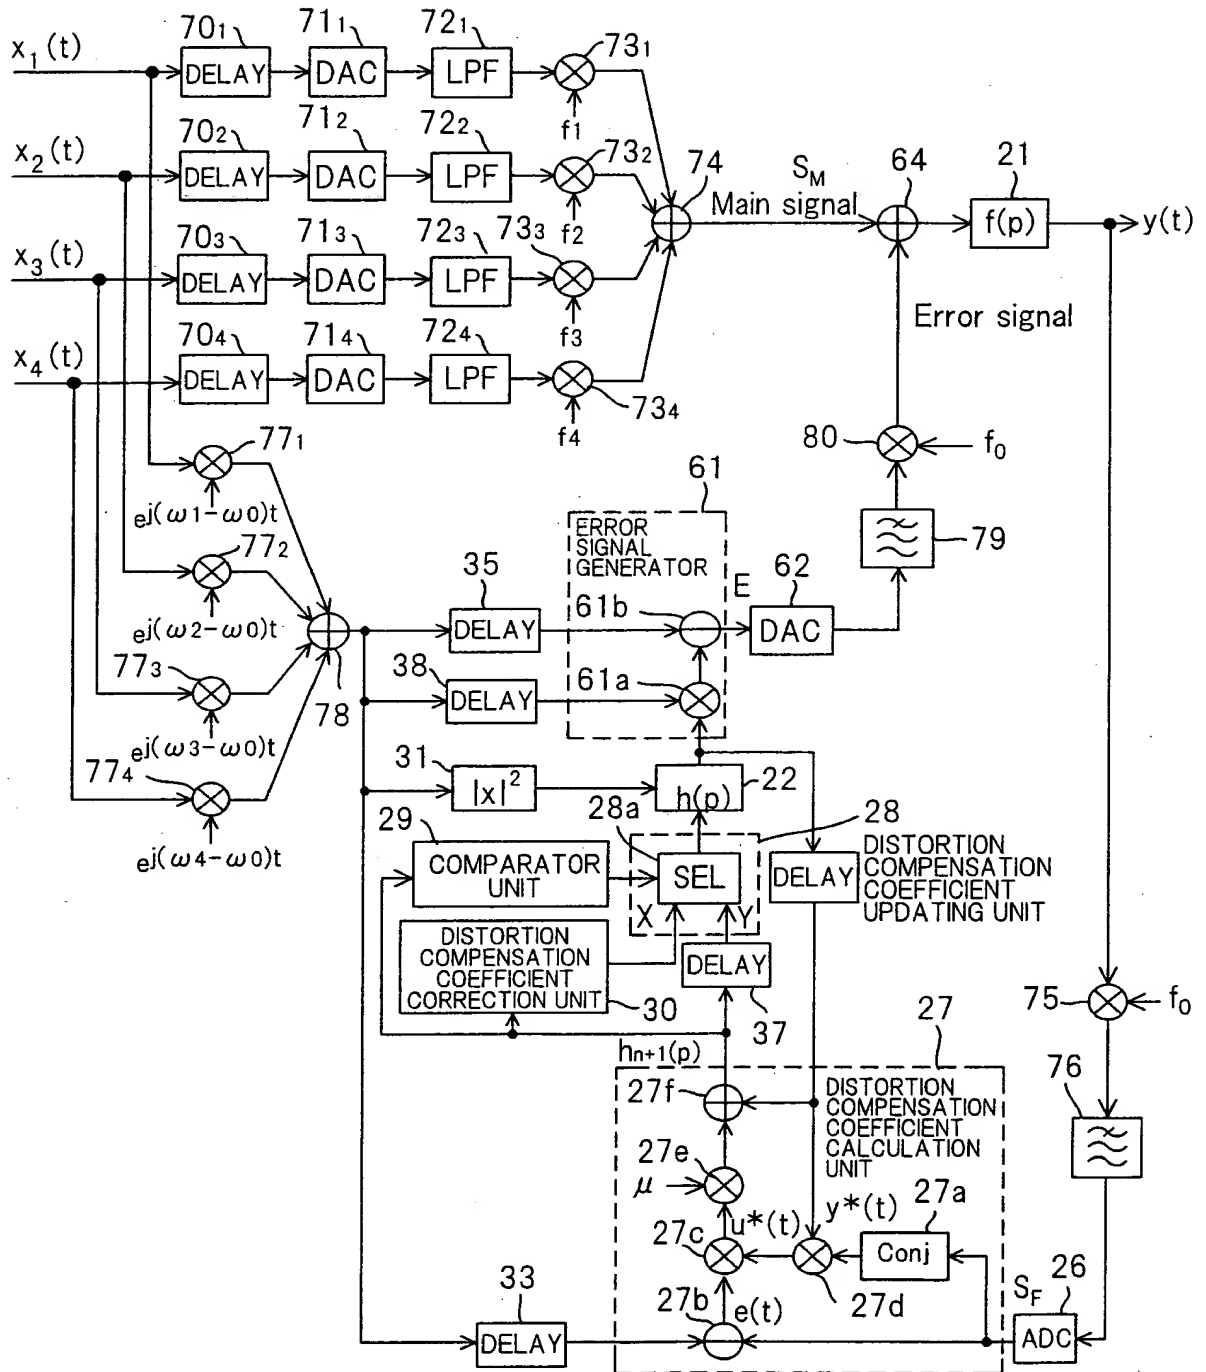 x1(t)
701
DELAY
711
DAC
721
LPF
731
f1
x2(t)
702
DELAY
712
DAC
722
LPF
732
f2
x3(t)
703
DELAY
713
DAC
723
LPF
733
f3
x4(t)
704
DELAY
714
DAC
724
LPF
734
f4
74
SM
Main signal
64
21
f(p)
y(t)
Error signal
80
f0
79
771
ej(ω1-ω0)t
772
ej(ω2-ω0)t
773
ej(ω3-ω0)t
774
ej(ω4-ω0)t
78
35
DELAY
38
DELAY
61
ERROR
SIGNAL
GENERATOR
61b
61a
E
62
DAC
31
|x|2
h(p)
22
28a
28
29
COMPARATOR
UNIT
SEL
X
Y
DELAY
DISTORTION
COMPENSATION
COEFFICIENT
UPDATING UNIT
DISTORTION
COMPENSATION
COEFFICIENT
CORRECTION UNIT
30
DELAY
37
75
f0
76
hn+1(p)
27
27f
DISTORTION
COMPENSATION
COEFFICIENT
CALCULATION
UNIT
27e
μ
27c
u*(t)
y*(t)
27a
Conj
27d
27b
e(t)
33
DELAY
SF
26
ADC